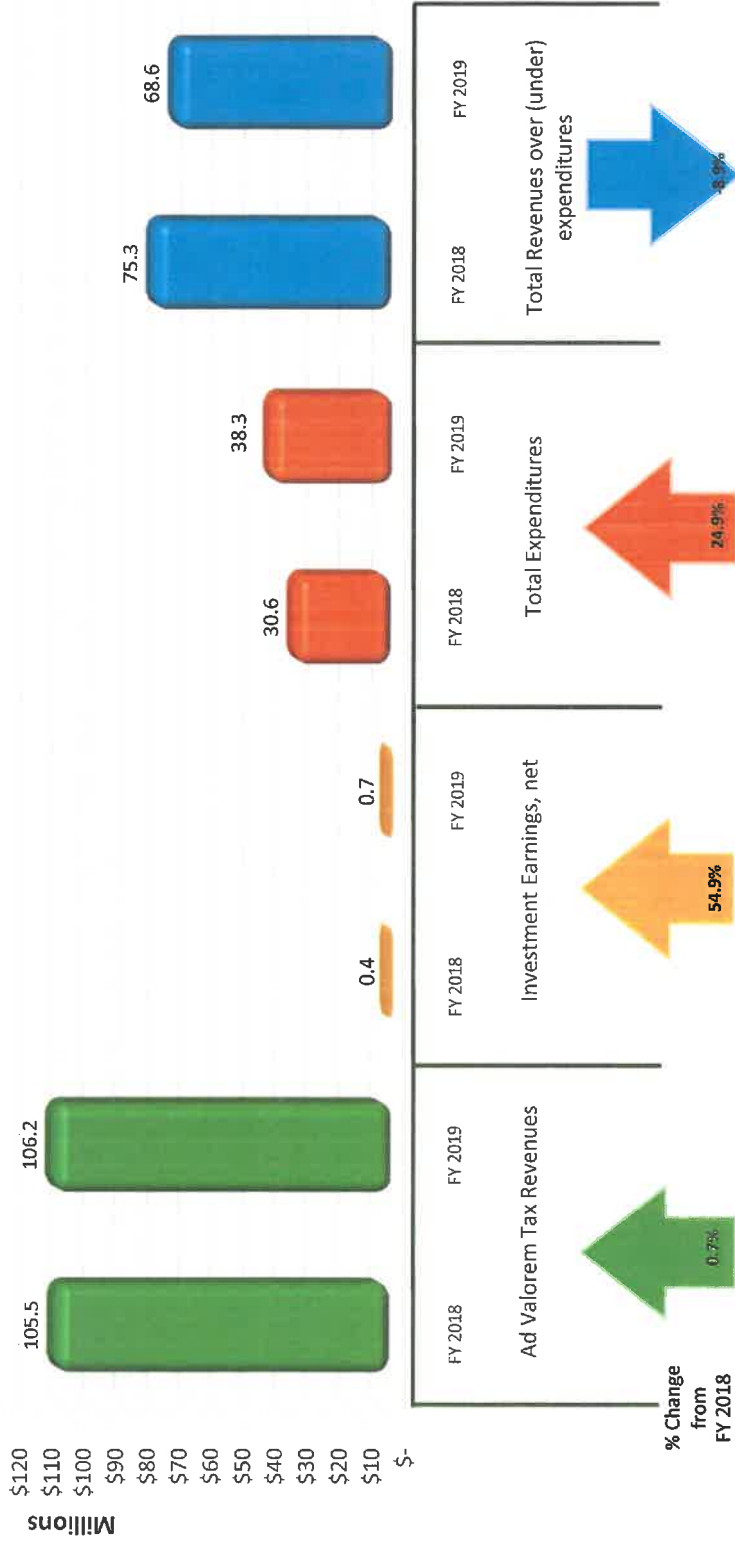 Millions
$120
$110
$100
$90
$80
$70
$60
$50
$40
$30
$20
$10
$-
105.5
106.2
0.4
0.7
30.6
38.3
75.3
68.6
FY 2018
FY 2019
FY 2018
FY 2019
FY 2018
FY 2019
FY 2018
FY 2019
Ad Valorem Tax Revenues
Investment Earnings, net
Total Expenditures
Total Revenues over (under)
expenditures
% Change
from
FY 2018
0.7%
54.9%
24.9%
-8.9%